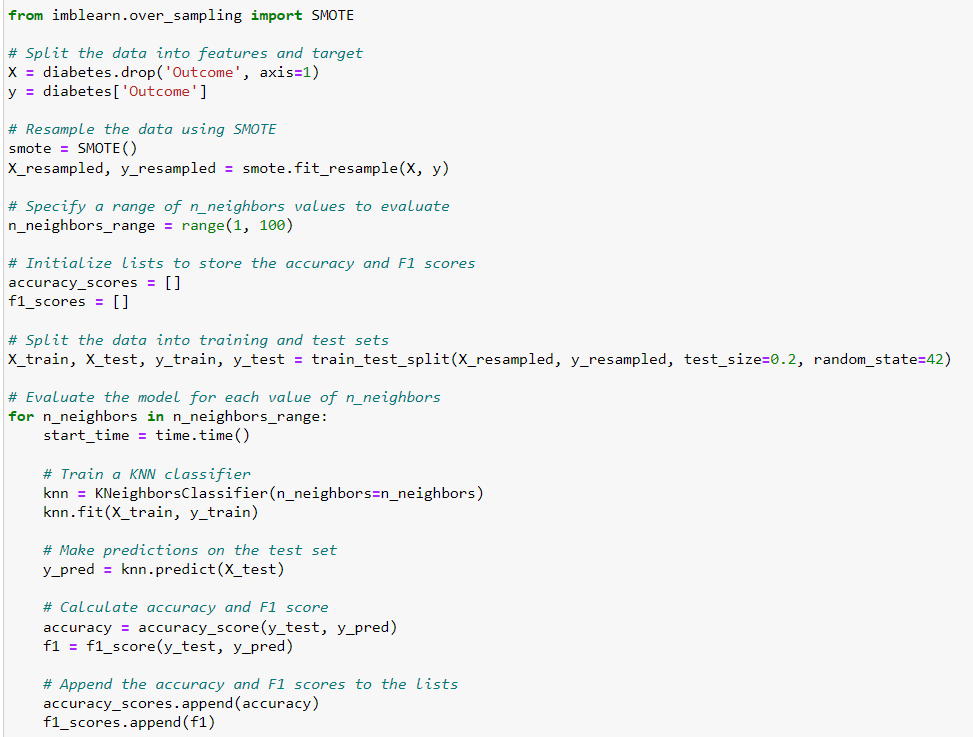 from imblearn.over_sampling import SMOTE
# Split the data into features and target
X = diabetes.drop('Outcome', axis=1)
y = diabetes['Outcome']
# Resample the data using SMOTE
smote = SMOTE()
X_resampled, y_resampled = smote.fit_resample(X, y)
# Specify a range of n_neighbors values to evaluate
n_neighbors_range = range(1, 100)
# Initialize lists to store the accuracy and F1 scores
accuracy_scores = []
f1_scores = []
# Split the data into training and test sets
X_train, X_test, y_train, y_test = train_test_split(X_resampled, y_resampled, test_size=0.2, random_state=42)
# Evaluate the model for each value of n_neighbors
for n_neighbors in n_neighbors_range:
    start_time = time.time()
    # Train a KNN classifier
    knn = KNeighborsClassifier(n_neighbors=n_neighbors)
    knn.fit(X_train, y_train)
    # Make predictions on the test set
    y_pred = knn.predict(X_test)
    # Calculate accuracy and F1 score
    accuracy = accuracy_score(y_test, y_pred)
    f1 = f1_score(y_test, y_pred)
    # Append the accuracy and F1 scores to the lists
    accuracy_scores.append(accuracy)
    f1_scores.append(f1)